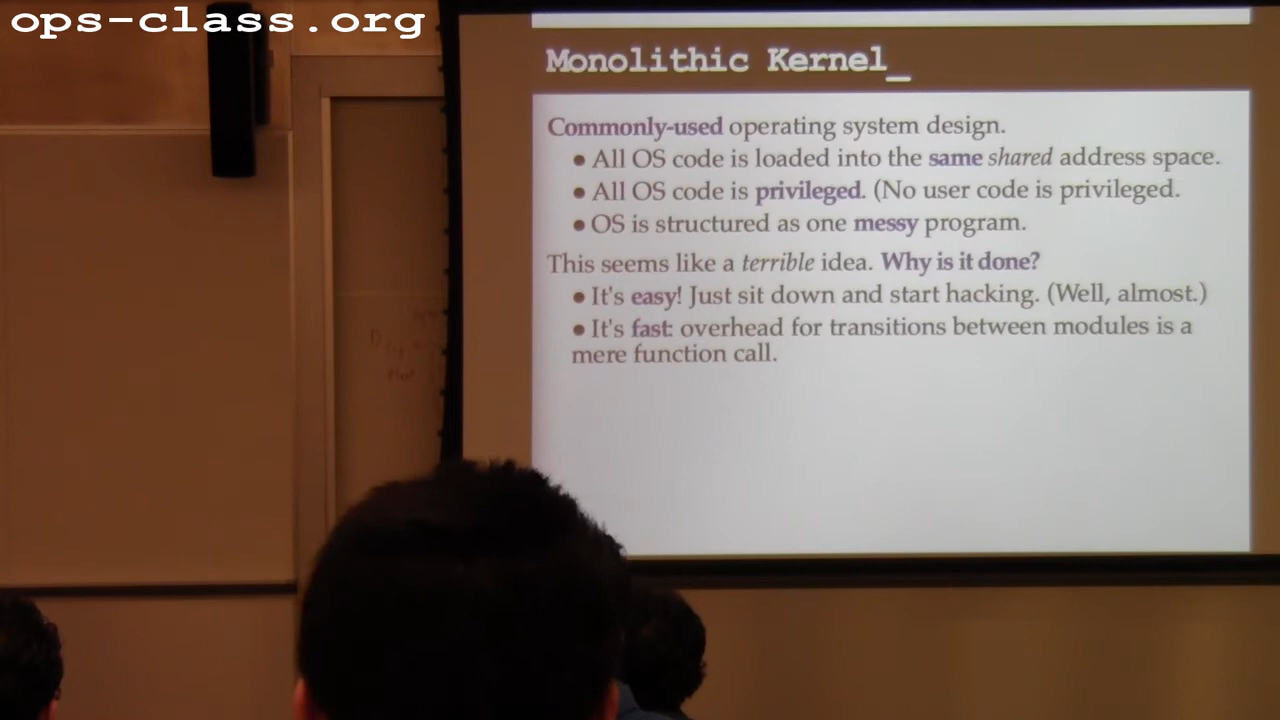 ops-class.org
Monolithic Kernel_
Commonly-used operating system design.
• All OS code is loaded into the same shared address space.
• All OS code is privileged. (No user code is privileged.
• OS is structured as one messy program.
This seems like a terrible idea. Why is it done?
• It's easy! Just sit down and start hacking. (Well, almost.)
• It's fast: overhead for transitions between modules is a
mere function call.